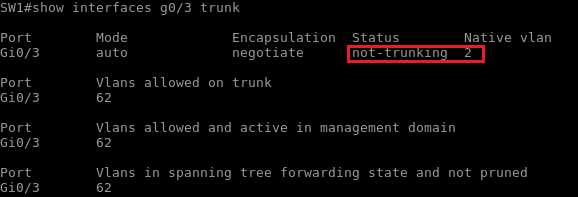 SW1#show interfaces g0/3 trunk
Port Mode Encapsulation Status Native vlan
Gi0/3 auto negotiate not-trunking 2
Port Vlans allowed on trunk
Gi0/3 62
Port Vlans allowed and active in management domain
Gi0/3 62
Port Vlans in spanning tree forwarding state and not pruned
Gi0/3 62